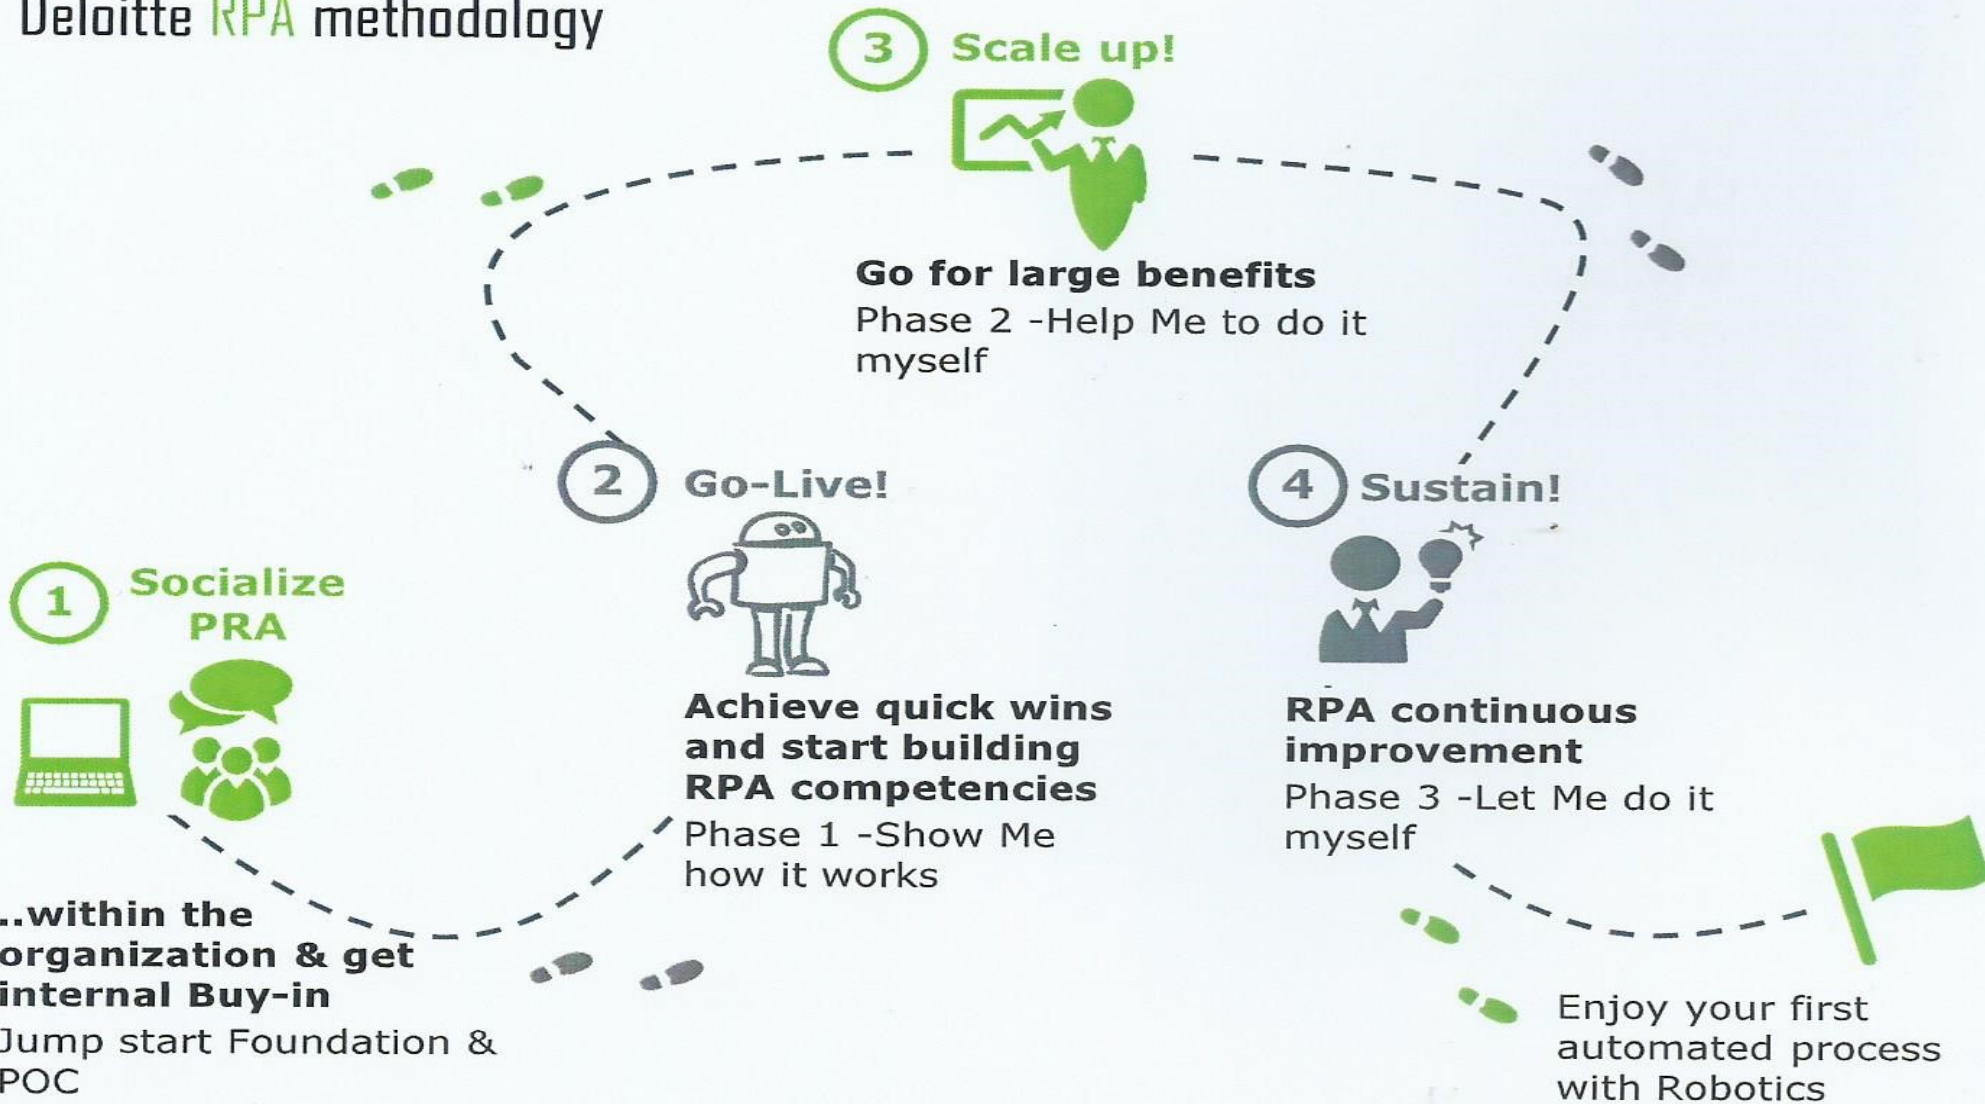 Deloitte RPA methodology
3 Scale up!
Go for large benefits
Phase 2 -Help Me to do it
myself
2 Go-Live!
Achieve quick wins
and start building
RPA competencies
Phase 1 -Show Me
how it works
4 Sustain!
RPA continuous
improvement
Phase 3 -Let Me do it
myself
1 Socialize
PRA
..within the
organization & get
internal Buy-in
Jump start Foundation &
POC
Enjoy your first
automated process
with Robotics